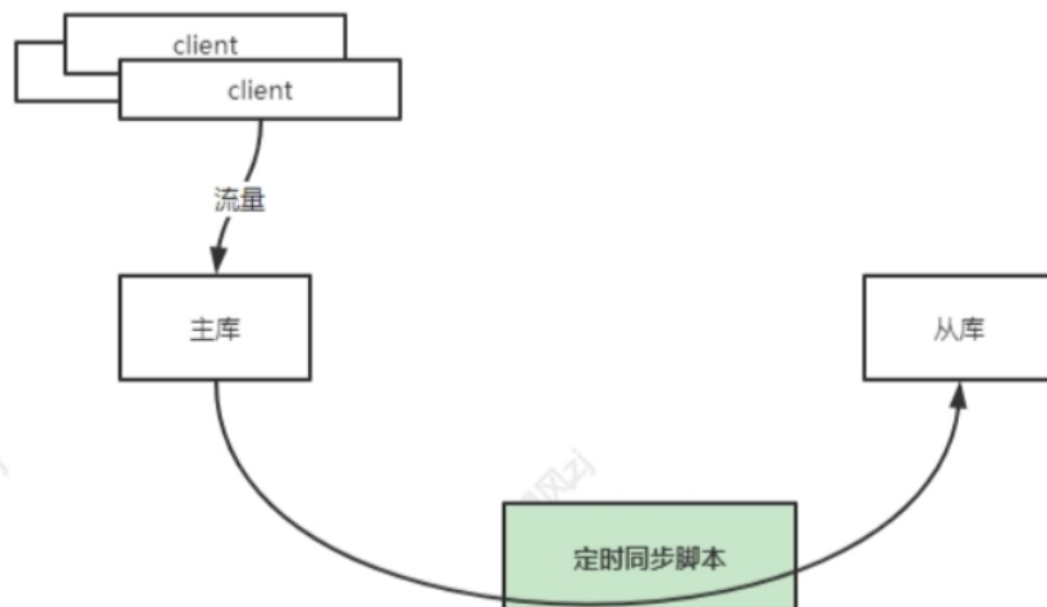 client
client
流量
主库
从库
定时同步脚本